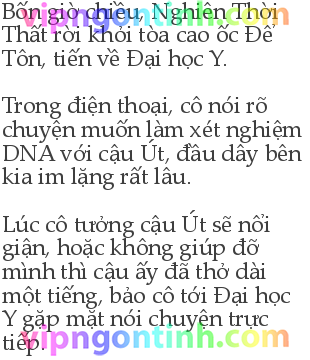 vipngontinh.com
Bốn giờ chiều, Nghiên Thời
Thất rời khỏi tòa cao ốc Đế
Tôn, tiến về Đại học Y.
Trong điện thoại, cô nói rõ
chuyện muốn làm xét nghiệm
DNA với cậu Út, đầu dây bên
kia im lặng rất lâu.
Lúc cô tưởng cậu Út sẽ nổi
giận, hoặc không giúp đỡ
mình thì cậu ấy đã thở dài
một tiếng, bảo cô tới Đại học
Y gặp mặt nói chuyện trực
tiếp.
vipngontinh.com